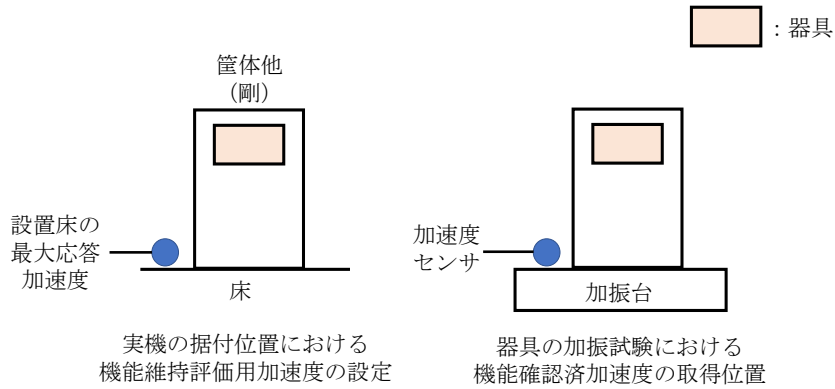 ：器具
筐体他
（剛）
設置床の
最大応答
加速度
床
実機の据付位置における
機能維持評価用加速度の設定
加速度
センサ
加振台
器具の加振試験における
機能確認済加速度の取得位置